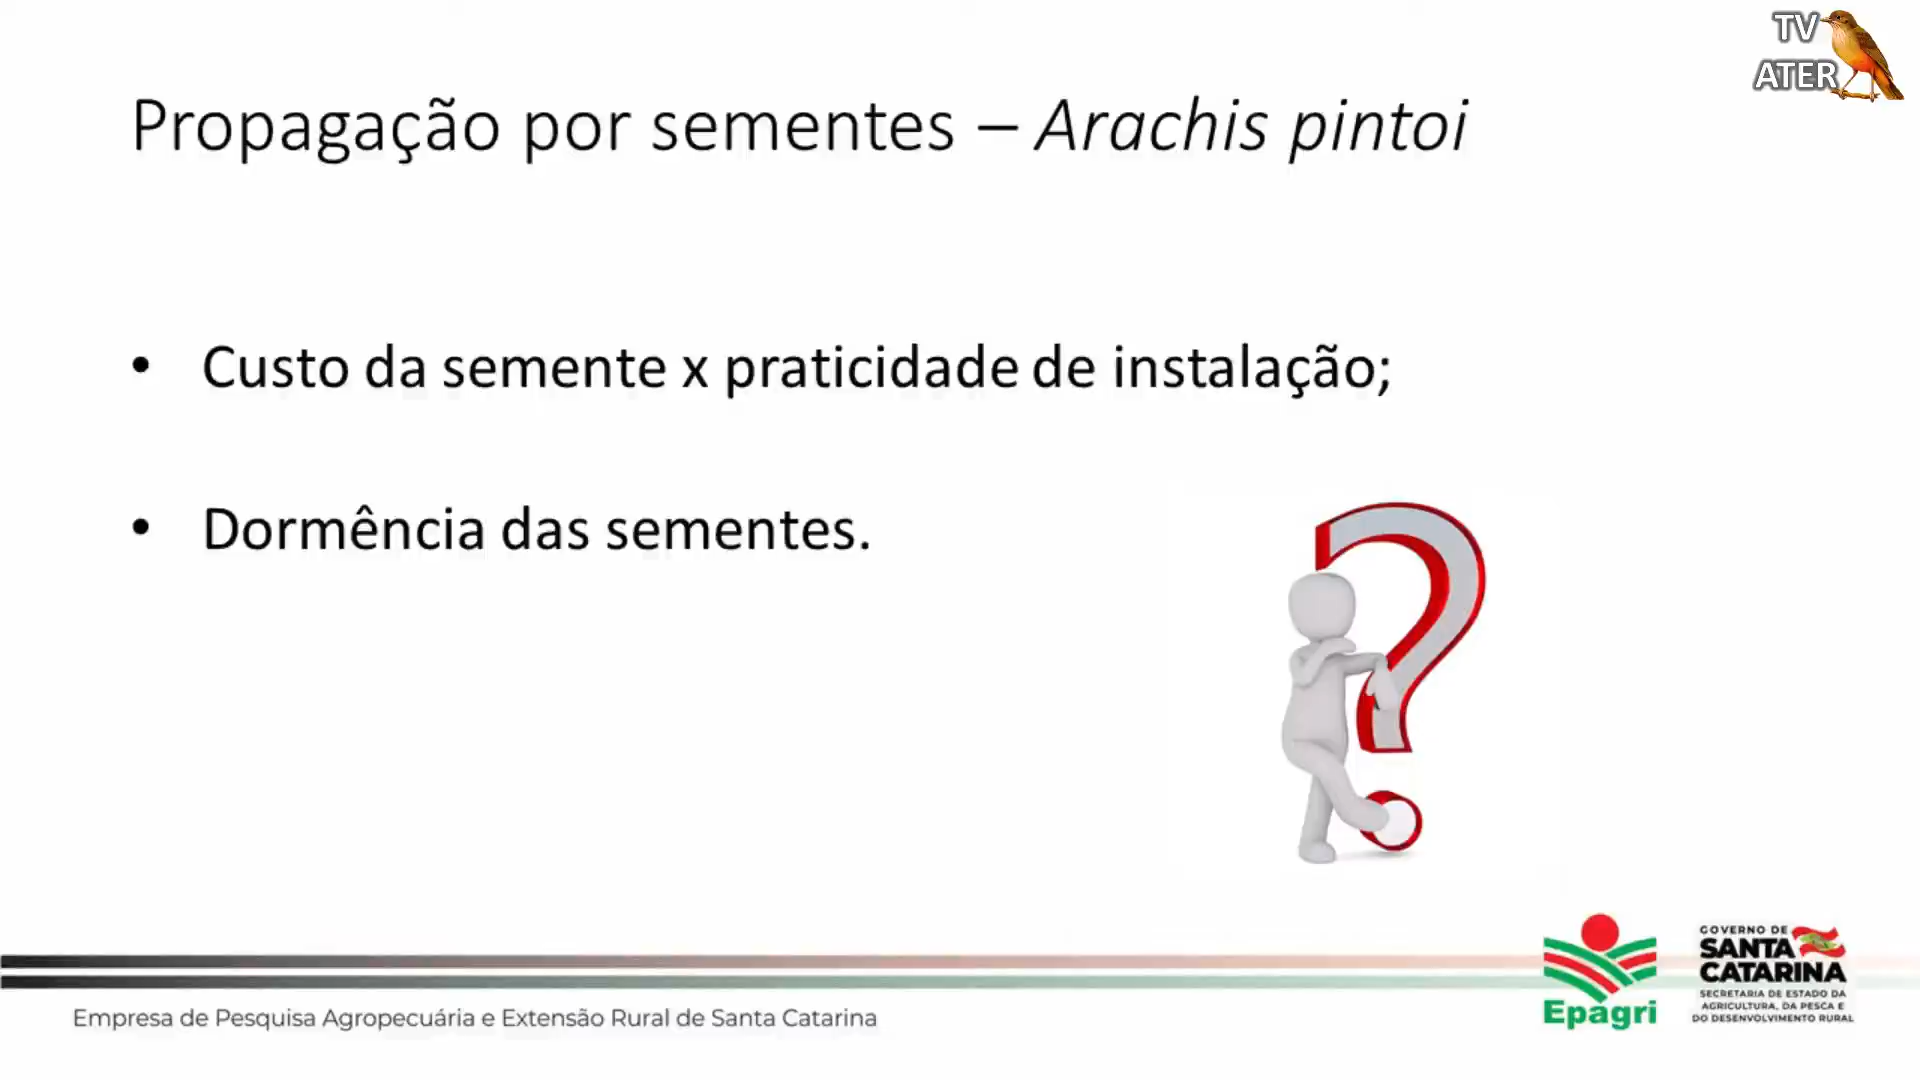 TV
ATER
Propagação por sementes – Arachis pintoi
• Custo da semente x praticidade de instalação;
• Dormência das sementes.
?
Empresa de Pesquisa Agropecuária e Extensão Rural de Santa Catarina
Epagri
GOVERNO DE
SANTA
CATARINA
SECRETARIA DE ESTADO DA
AGRICULTURA, DA PESCA E
DO DESENVOLVIMENTO RURAL